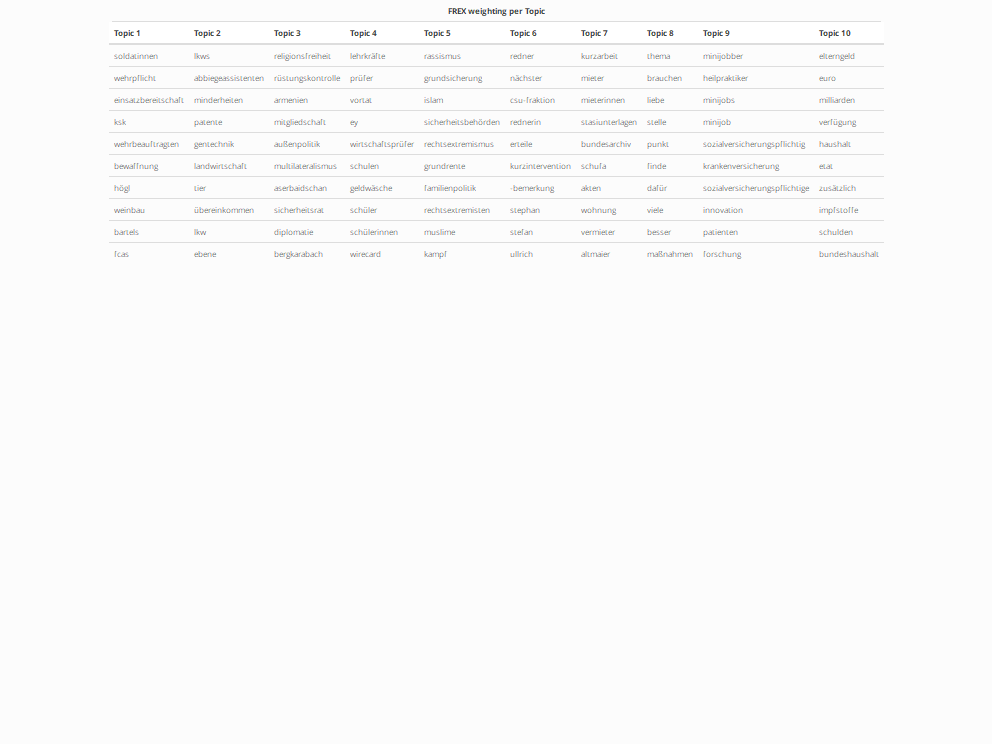 FREX weighting per Topic
Topic 1 Topic 2 Topic 3 Topic 4 Topic 5 Topic 6 Topic 7 Topic 8 Topic 9 Topic 10
soldatinnen lkws religionsfreiheit lehrkräfte rassismus redner kurzarbeit thema minijobber elterngeld
wehrpflicht abbiegeassistenten rüstungskontrolle prüfer grundsicherung nächster mieter brauchen heilpraktiker euro
einsatzbereitschaft minderheiten armenien vortat islam csu-fraktion mieterinnen liebe minijobs milliarden
ksk patente mitgliedschaft ey sicherheitsbehörden rednerin stasiunterlagen stelle minijob verfügung
wehrbeauftragten gentechnik außenpolitik wirtschaftsprüfer rechtsextremismus erteile bundesarchiv punkt sozialversicherungspflichtig haushalt
bewaffnung landwirtschaft multilateralismus schulen grundrente kurzintervention schufa finde krankenversicherung etat
högl tier aserbaidschan geldwäsche familienpolitik -bemerkung akten dafür sozialversicherungspflichtige zusätzlich
weinbau übereinkommen sicherheitsrat schüler rechtsextremisten stephan wohnung viele innovation impfstoffe
bartels lkw diplomatie schülerinnen muslime stefan vermieter besser patienten schulden
fcas ebene bergkarabach wirecard kampf ullrich altmaier maßnahmen forschung bundeshaushalt